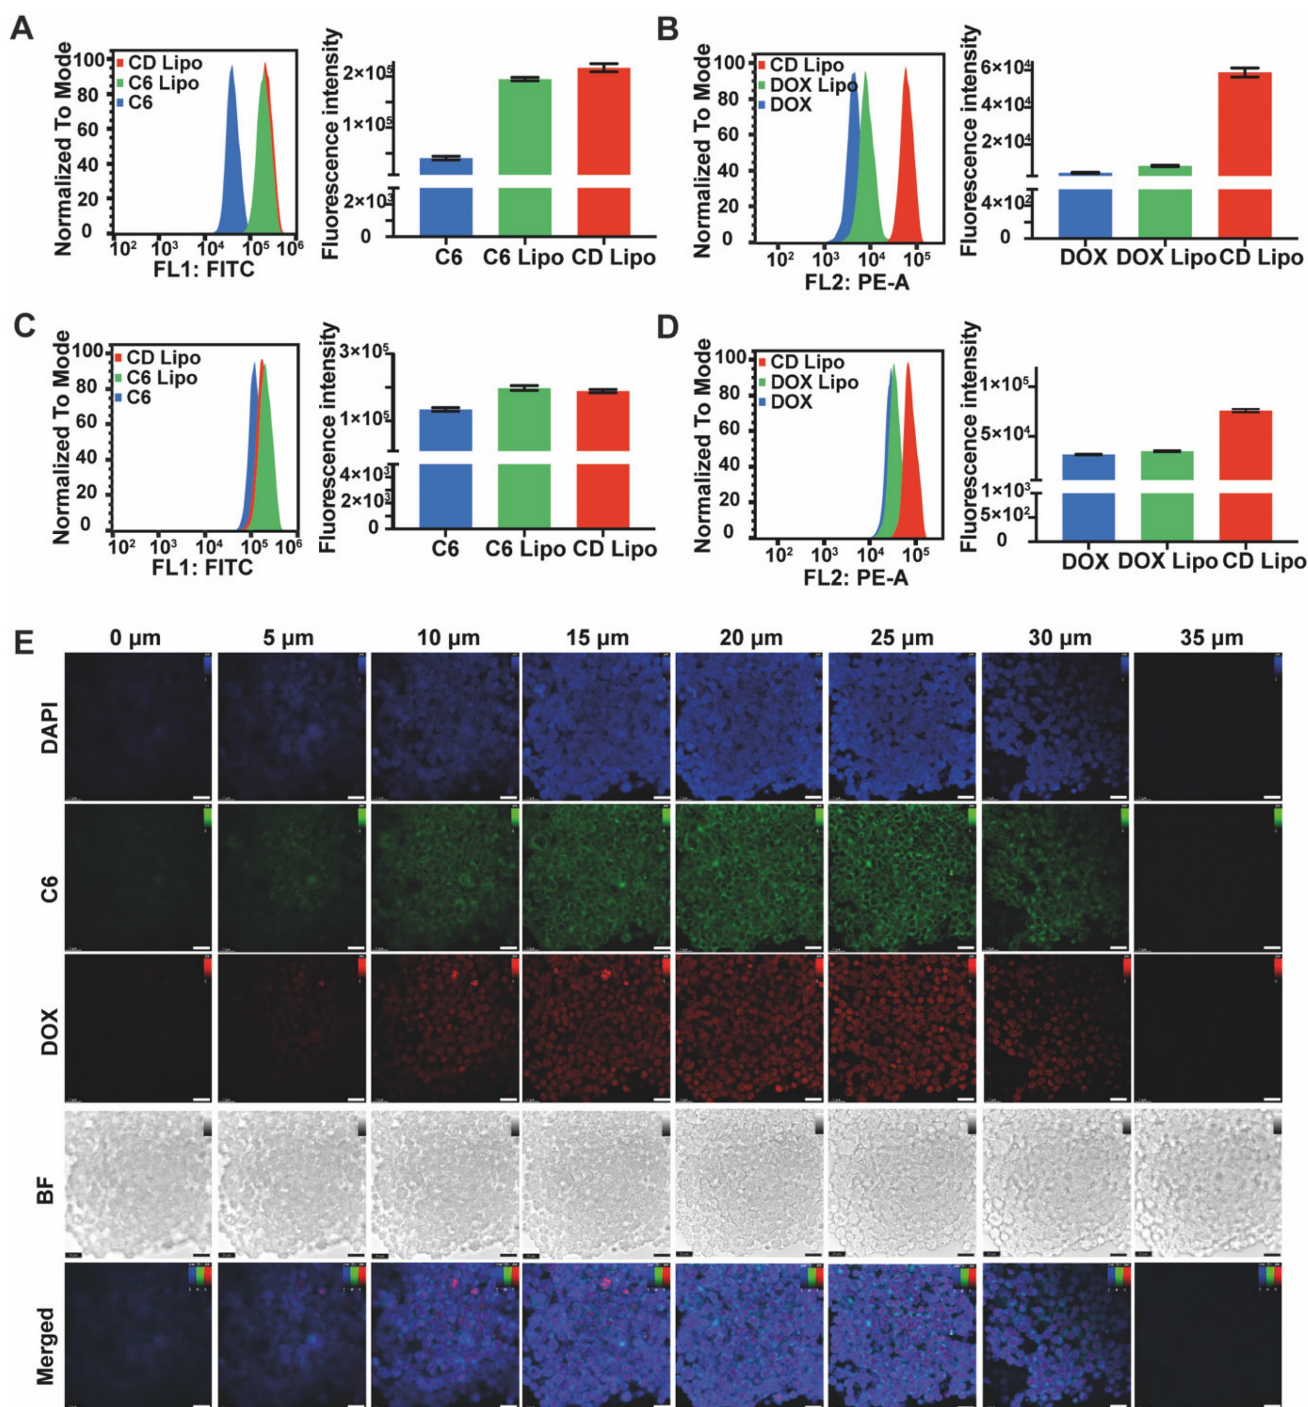 A
Normalized To Mode
100
80
60
40
20
0
CD Lipo
C6 Lipo
C6
10² 10³ 10⁴ 10⁵ 10⁶
FL1: FITC
Fluorescence intensity
2×10⁵
1×10⁵
2×10³
0
C6 C6 Lipo CD Lipo
B
Normalized To Mode
100
80
60
40
20
0
CD Lipo
DOX Lipo
DOX
10² 10³ 10⁴ 10⁵
FL2: PE-A
Fluorescence intensity
6×10⁴
4×10⁴
2×10⁴
4×10²
0
DOX DOX Lipo CD Lipo
C
Normalized To Mode
100
80
60
40
20
0
CD Lipo
C6 Lipo
C6
10² 10³ 10⁴ 10⁵ 10⁶
FL1: FITC
Fluorescence intensity
3×10⁵
1×10⁵
4×10³
2×10³
0
C6 C6 Lipo CD Lipo
D
Normalized To Mode
100
80
60
40
20
0
CD Lipo
DOX Lipo
DOX
10² 10³ 10⁴ 10⁵
FL2: PE-A
Fluorescence intensity
1×10⁵
5×10⁴
1×10³
5×10²
0
DOX DOX Lipo CD Lipo
E
0 µm 5 µm 10 µm 15 µm 20 µm 25 µm 30 µm 35 µm
DAPI
C6
DOX
BF
Merged